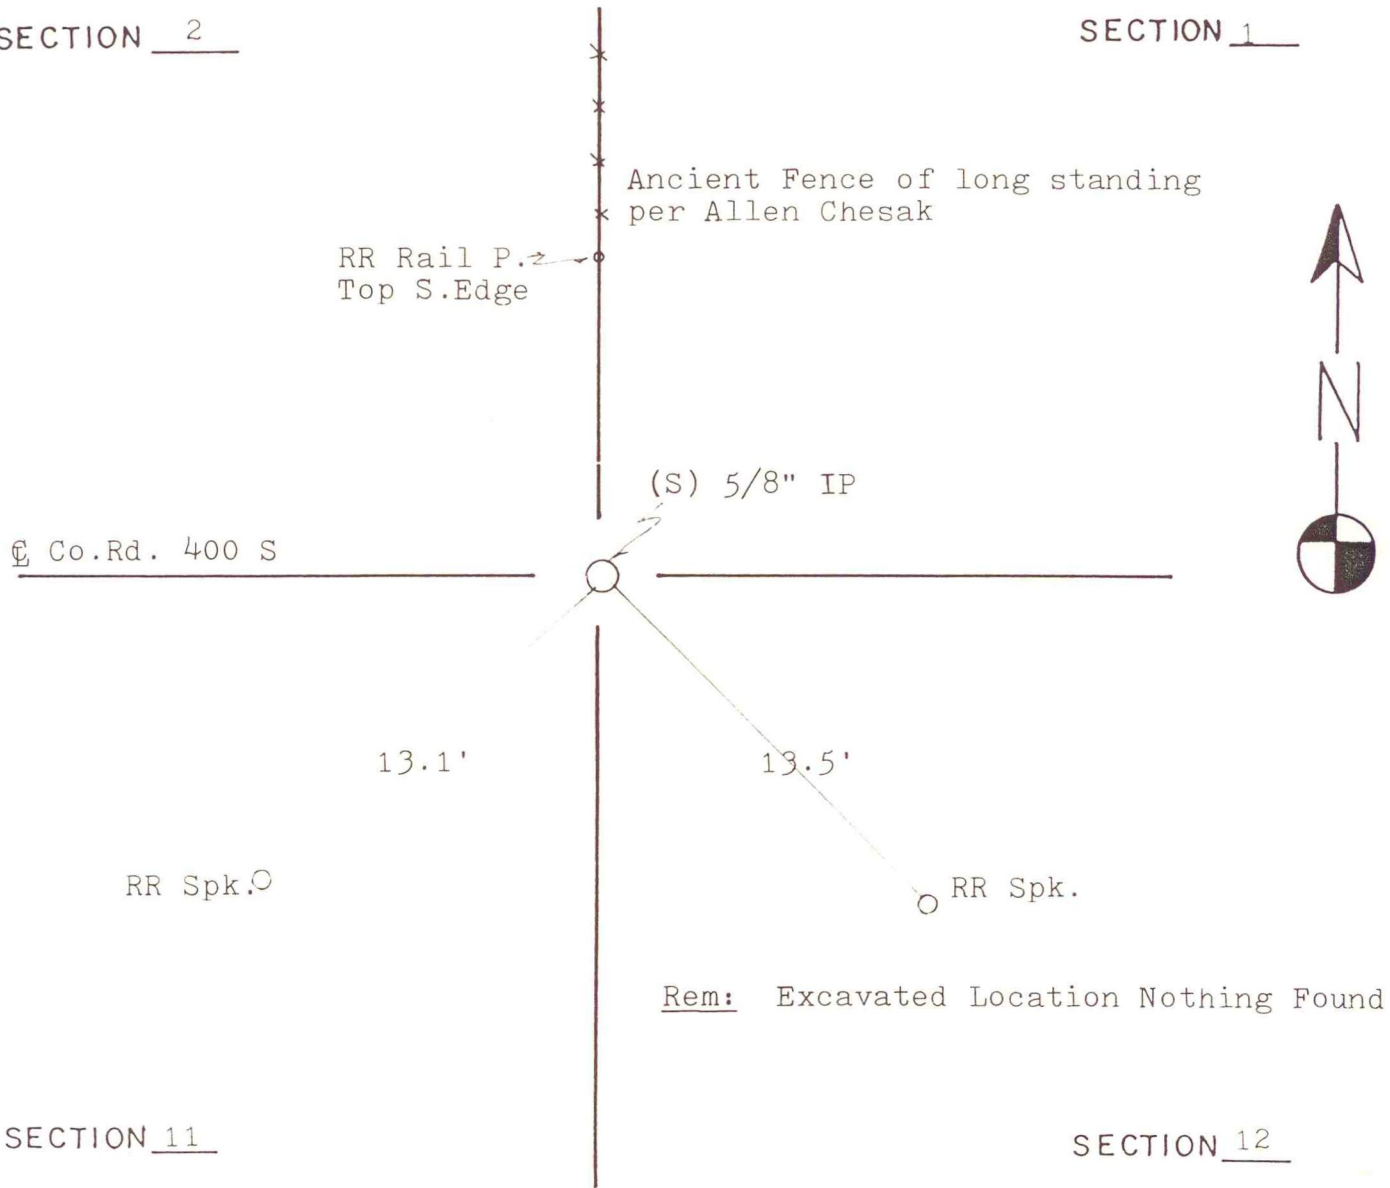 SECTION 2
SECTION 1
Ancient Fence of long standing
per Allen Chesak
RR Rail P.
Top S.Edge
N
(S) 5/8" IP
℄ Co.Rd. 400 S
13.1'
13.5'
RR Spk.
RR Spk.
Rem: Excavated Location Nothing Found
SECTION 11
SECTION 12